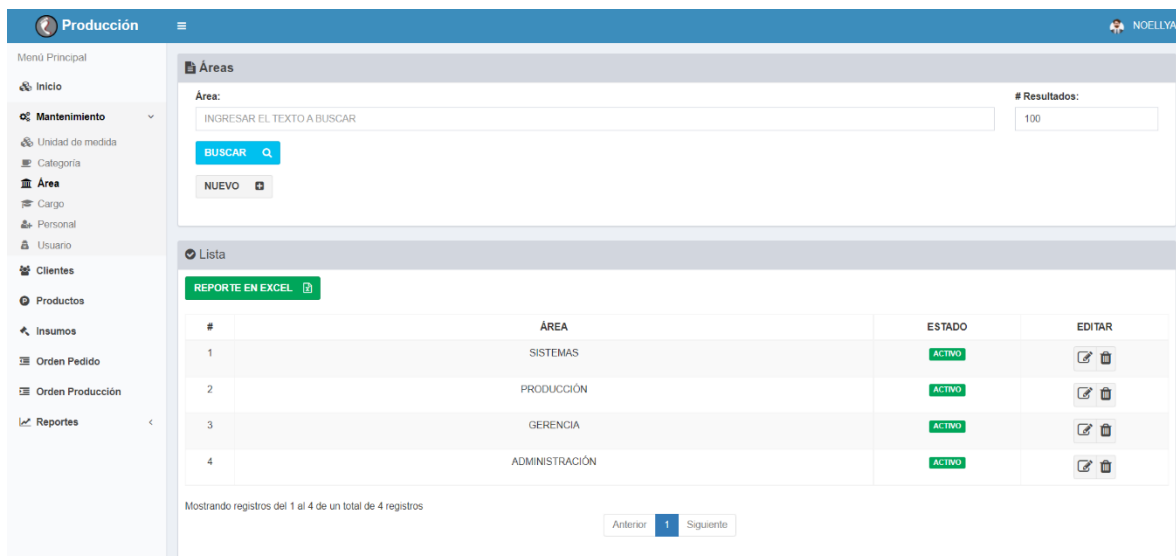 Producción
NOELLYA
Menú Principal
Inicio
Mantenimiento
Unidad de medida
Categoría
Área
Cargo
Personal
Usuario
Clientes
Productos
Insumos
Orden Pedido
Orden Producción
Reportes
Áreas
Área:
# Resultados:
INGRESAR EL TEXTO A BUSCAR
100
BUSCAR
NUEVO
Lista
REPORTE EN EXCEL
# ÁREA ESTADO EDITAR
1 SISTEMAS ACTIVO
2 PRODUCCIÓN ACTIVO
3 GERENCIA ACTIVO
4 ADMINISTRACIÓN ACTIVO
Mostrando registros del 1 al 4 de un total de 4 registros
Anterior 1 Siguiente